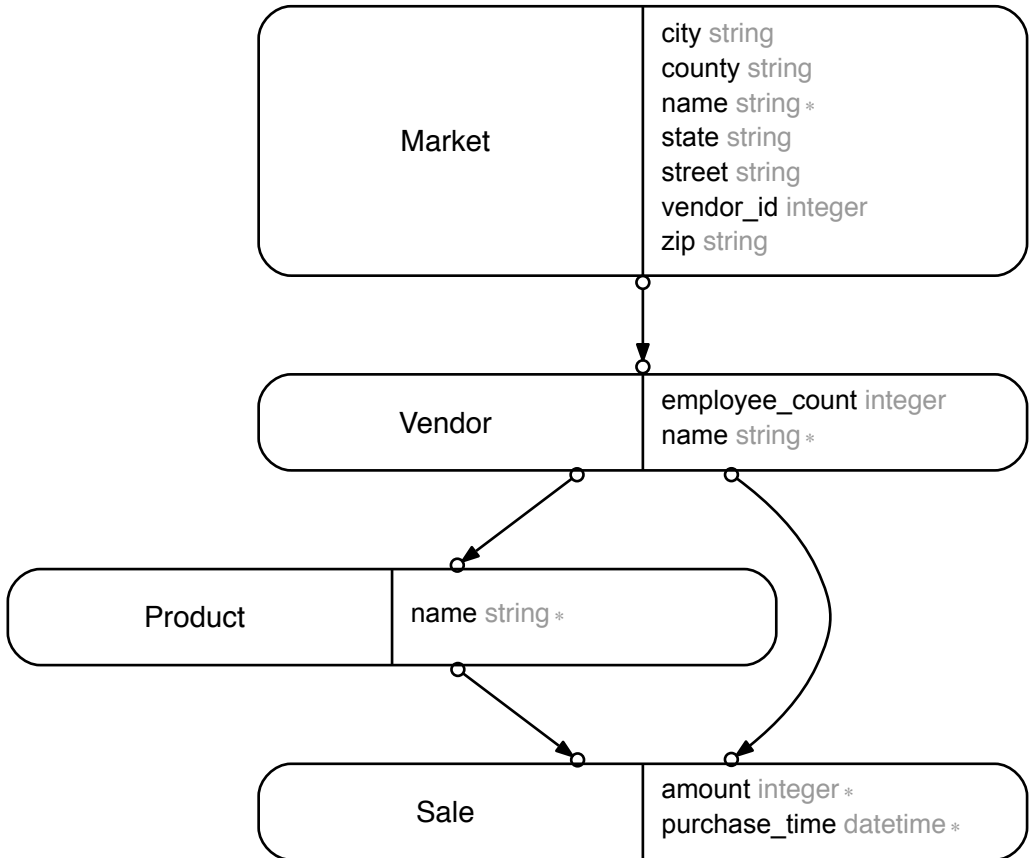 Market
city string
county string
name string *
state string
street string
vendor_id integer
zip string
Vendor
employee_count integer
name string *
Product
name string *
Sale
amount integer *
purchase_time datetime *